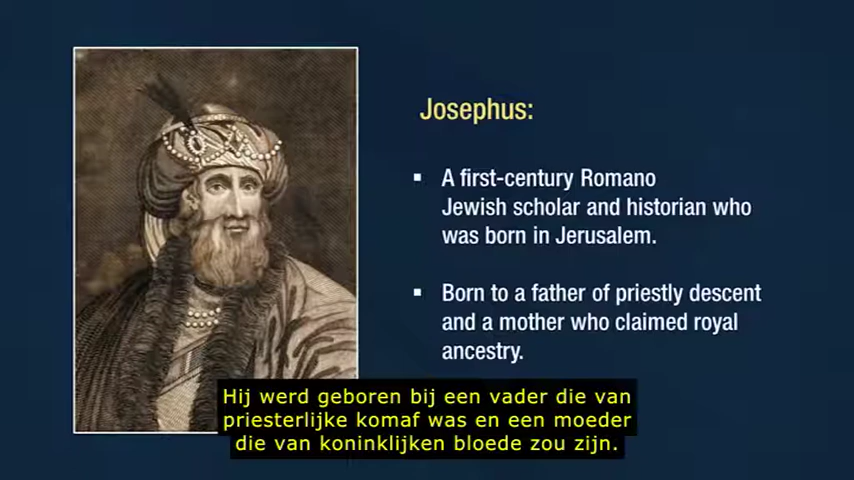 Josephus:
▪ A first-century Romano
Jewish scholar and historian who
was born in Jerusalem.
▪ Born to a father of priestly descent
and a mother who claimed royal
ancestry.
Hij werd geboren bij een vader die van
priesterlijke komaf was en een moeder
die van koninklijken bloede zou zijn.